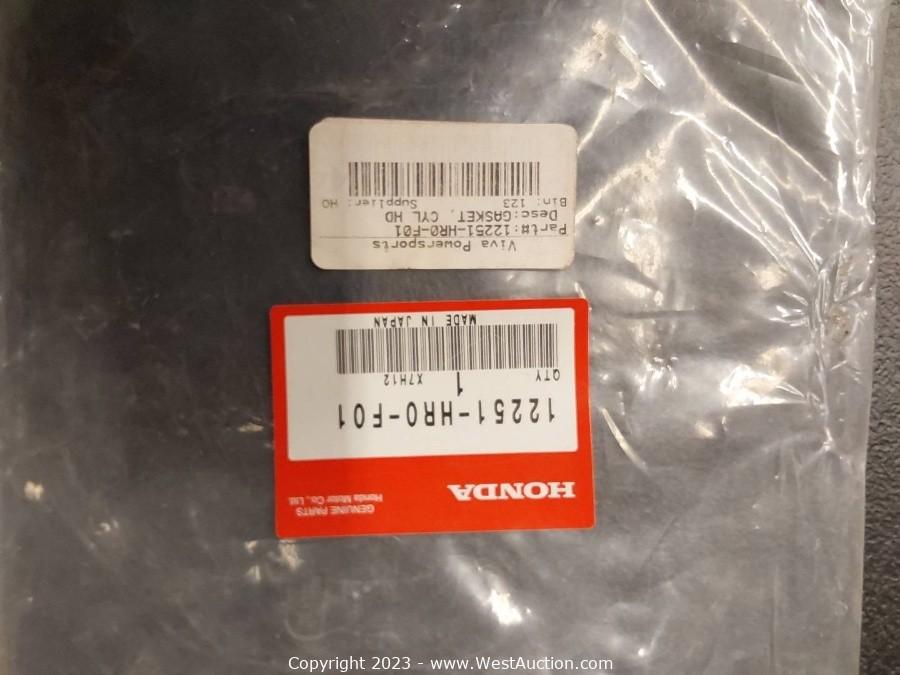 Viva Powersports
Part#:12251-HR0-F01
Desc:GASKET, CYL HD
Bin: 123 Supplier: HO
HONDA
GENUINE PARTS
Honda Motor Co., Ltd.
12251-HR0-F01
QTY. 1 X7H12
MADE IN JAPAN
Copyright 2023 - www.WestAuction.com